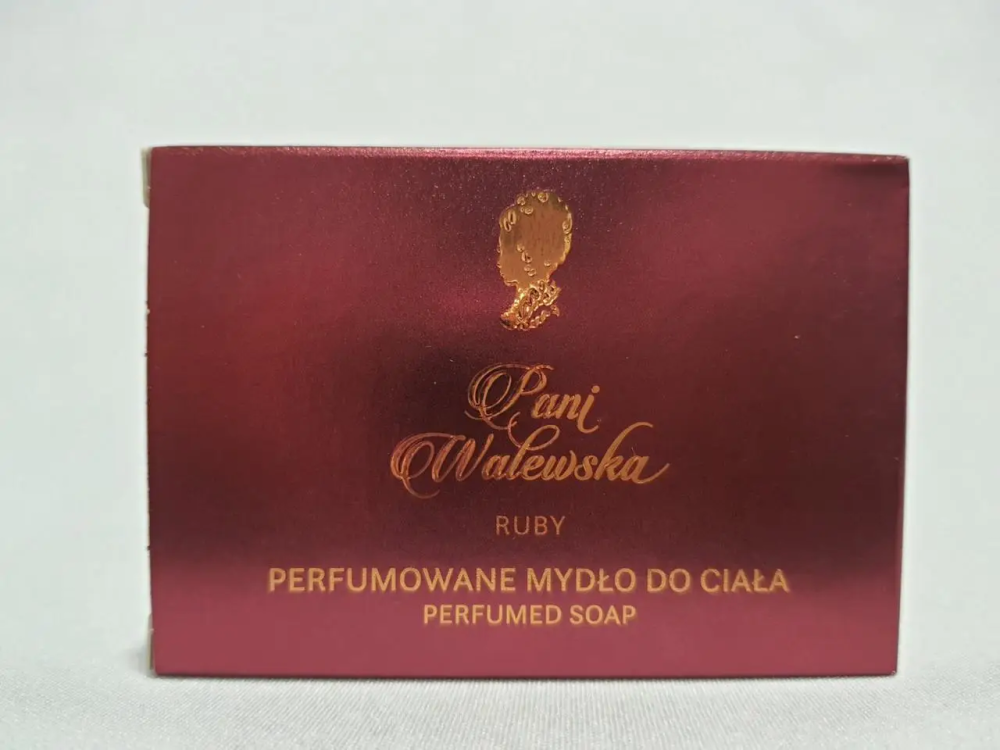 Pani
Walewska
RUBY
PERFUMOWANE MYDŁO DO CIAŁA
PERFUMED SOAP